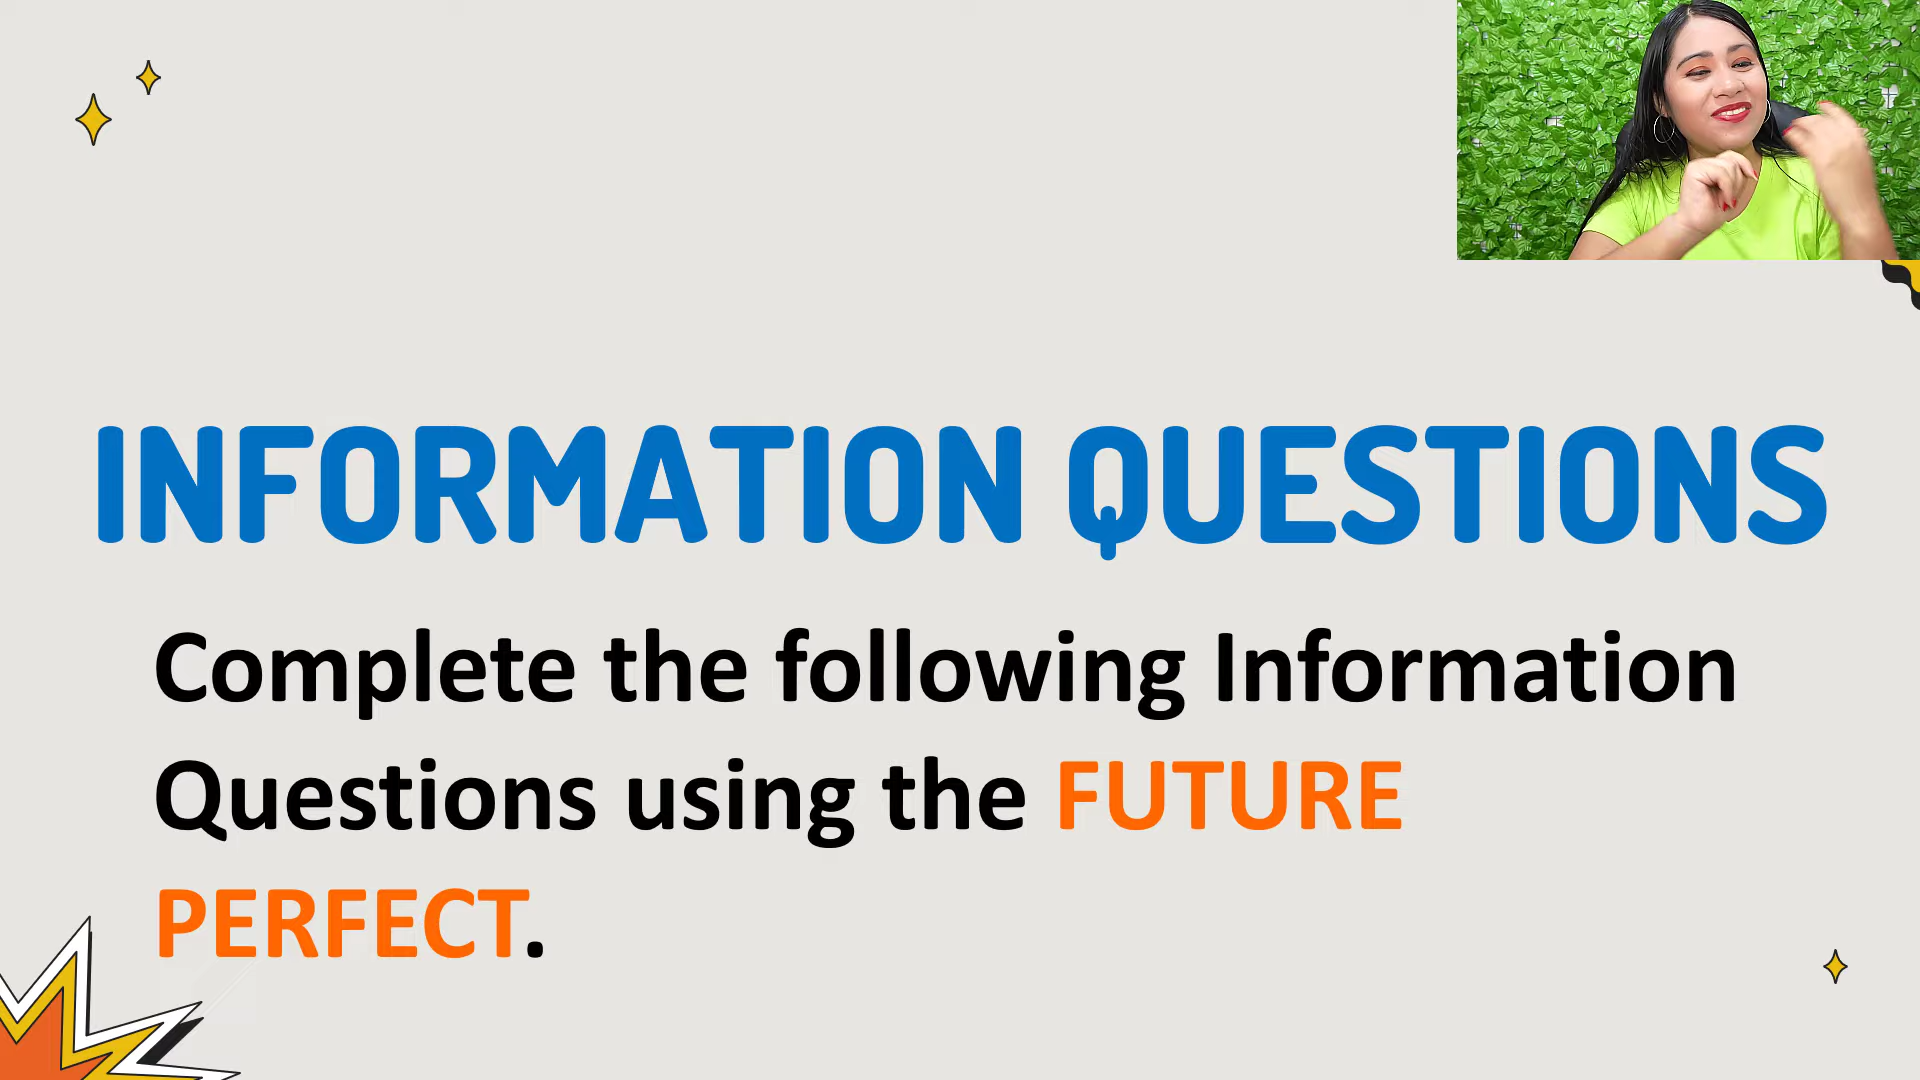 INFORMATION QUESTIONS
Complete the following Information
Questions using the FUTURE
PERFECT.